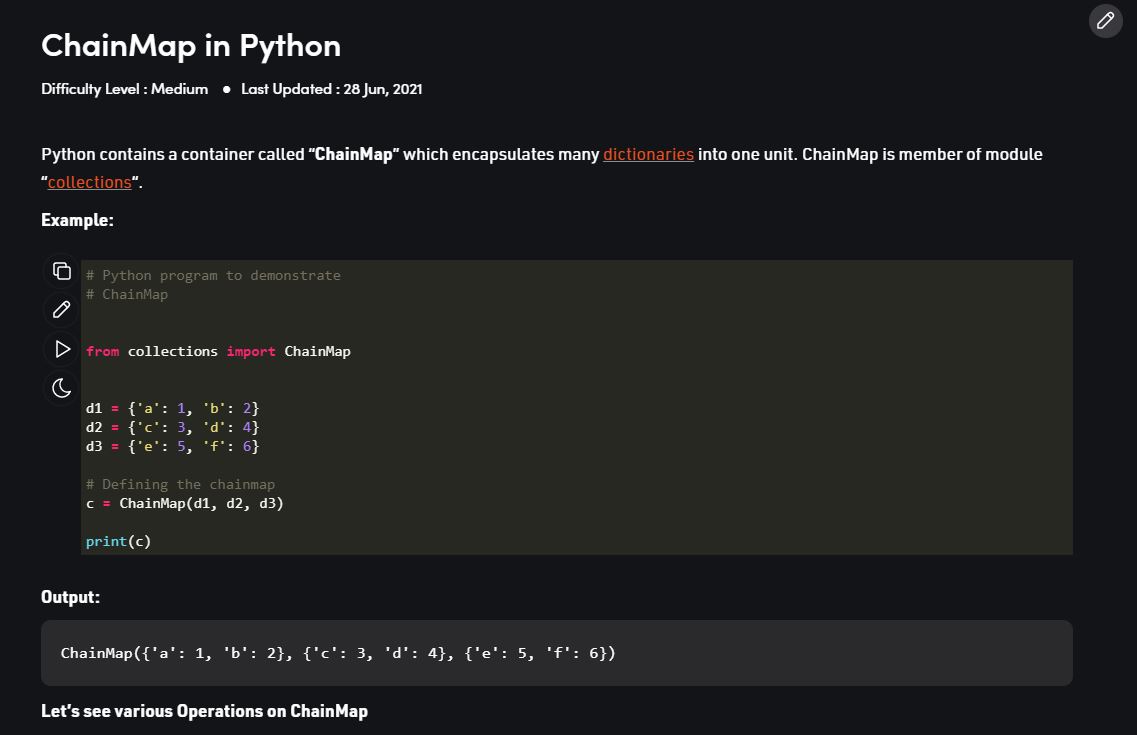 ChainMap in Python
Difficulty Level : Medium ● Last Updated : 28 Jun, 2021
Python contains a container called “ChainMap” which encapsulates many dictionaries into one unit. ChainMap is member of module
“collections“.
Example:
# Python program to demonstrate
# ChainMap
from collections import ChainMap
d1 = {'a': 1, 'b': 2}
d2 = {'c': 3, 'd': 4}
d3 = {'e': 5, 'f': 6}
# Defining the chainmap
c = ChainMap(d1, d2, d3)
print(c)
Output:
ChainMap({'a': 1, 'b': 2}, {'c': 3, 'd': 4}, {'e': 5, 'f': 6})
Let’s see various Operations on ChainMap